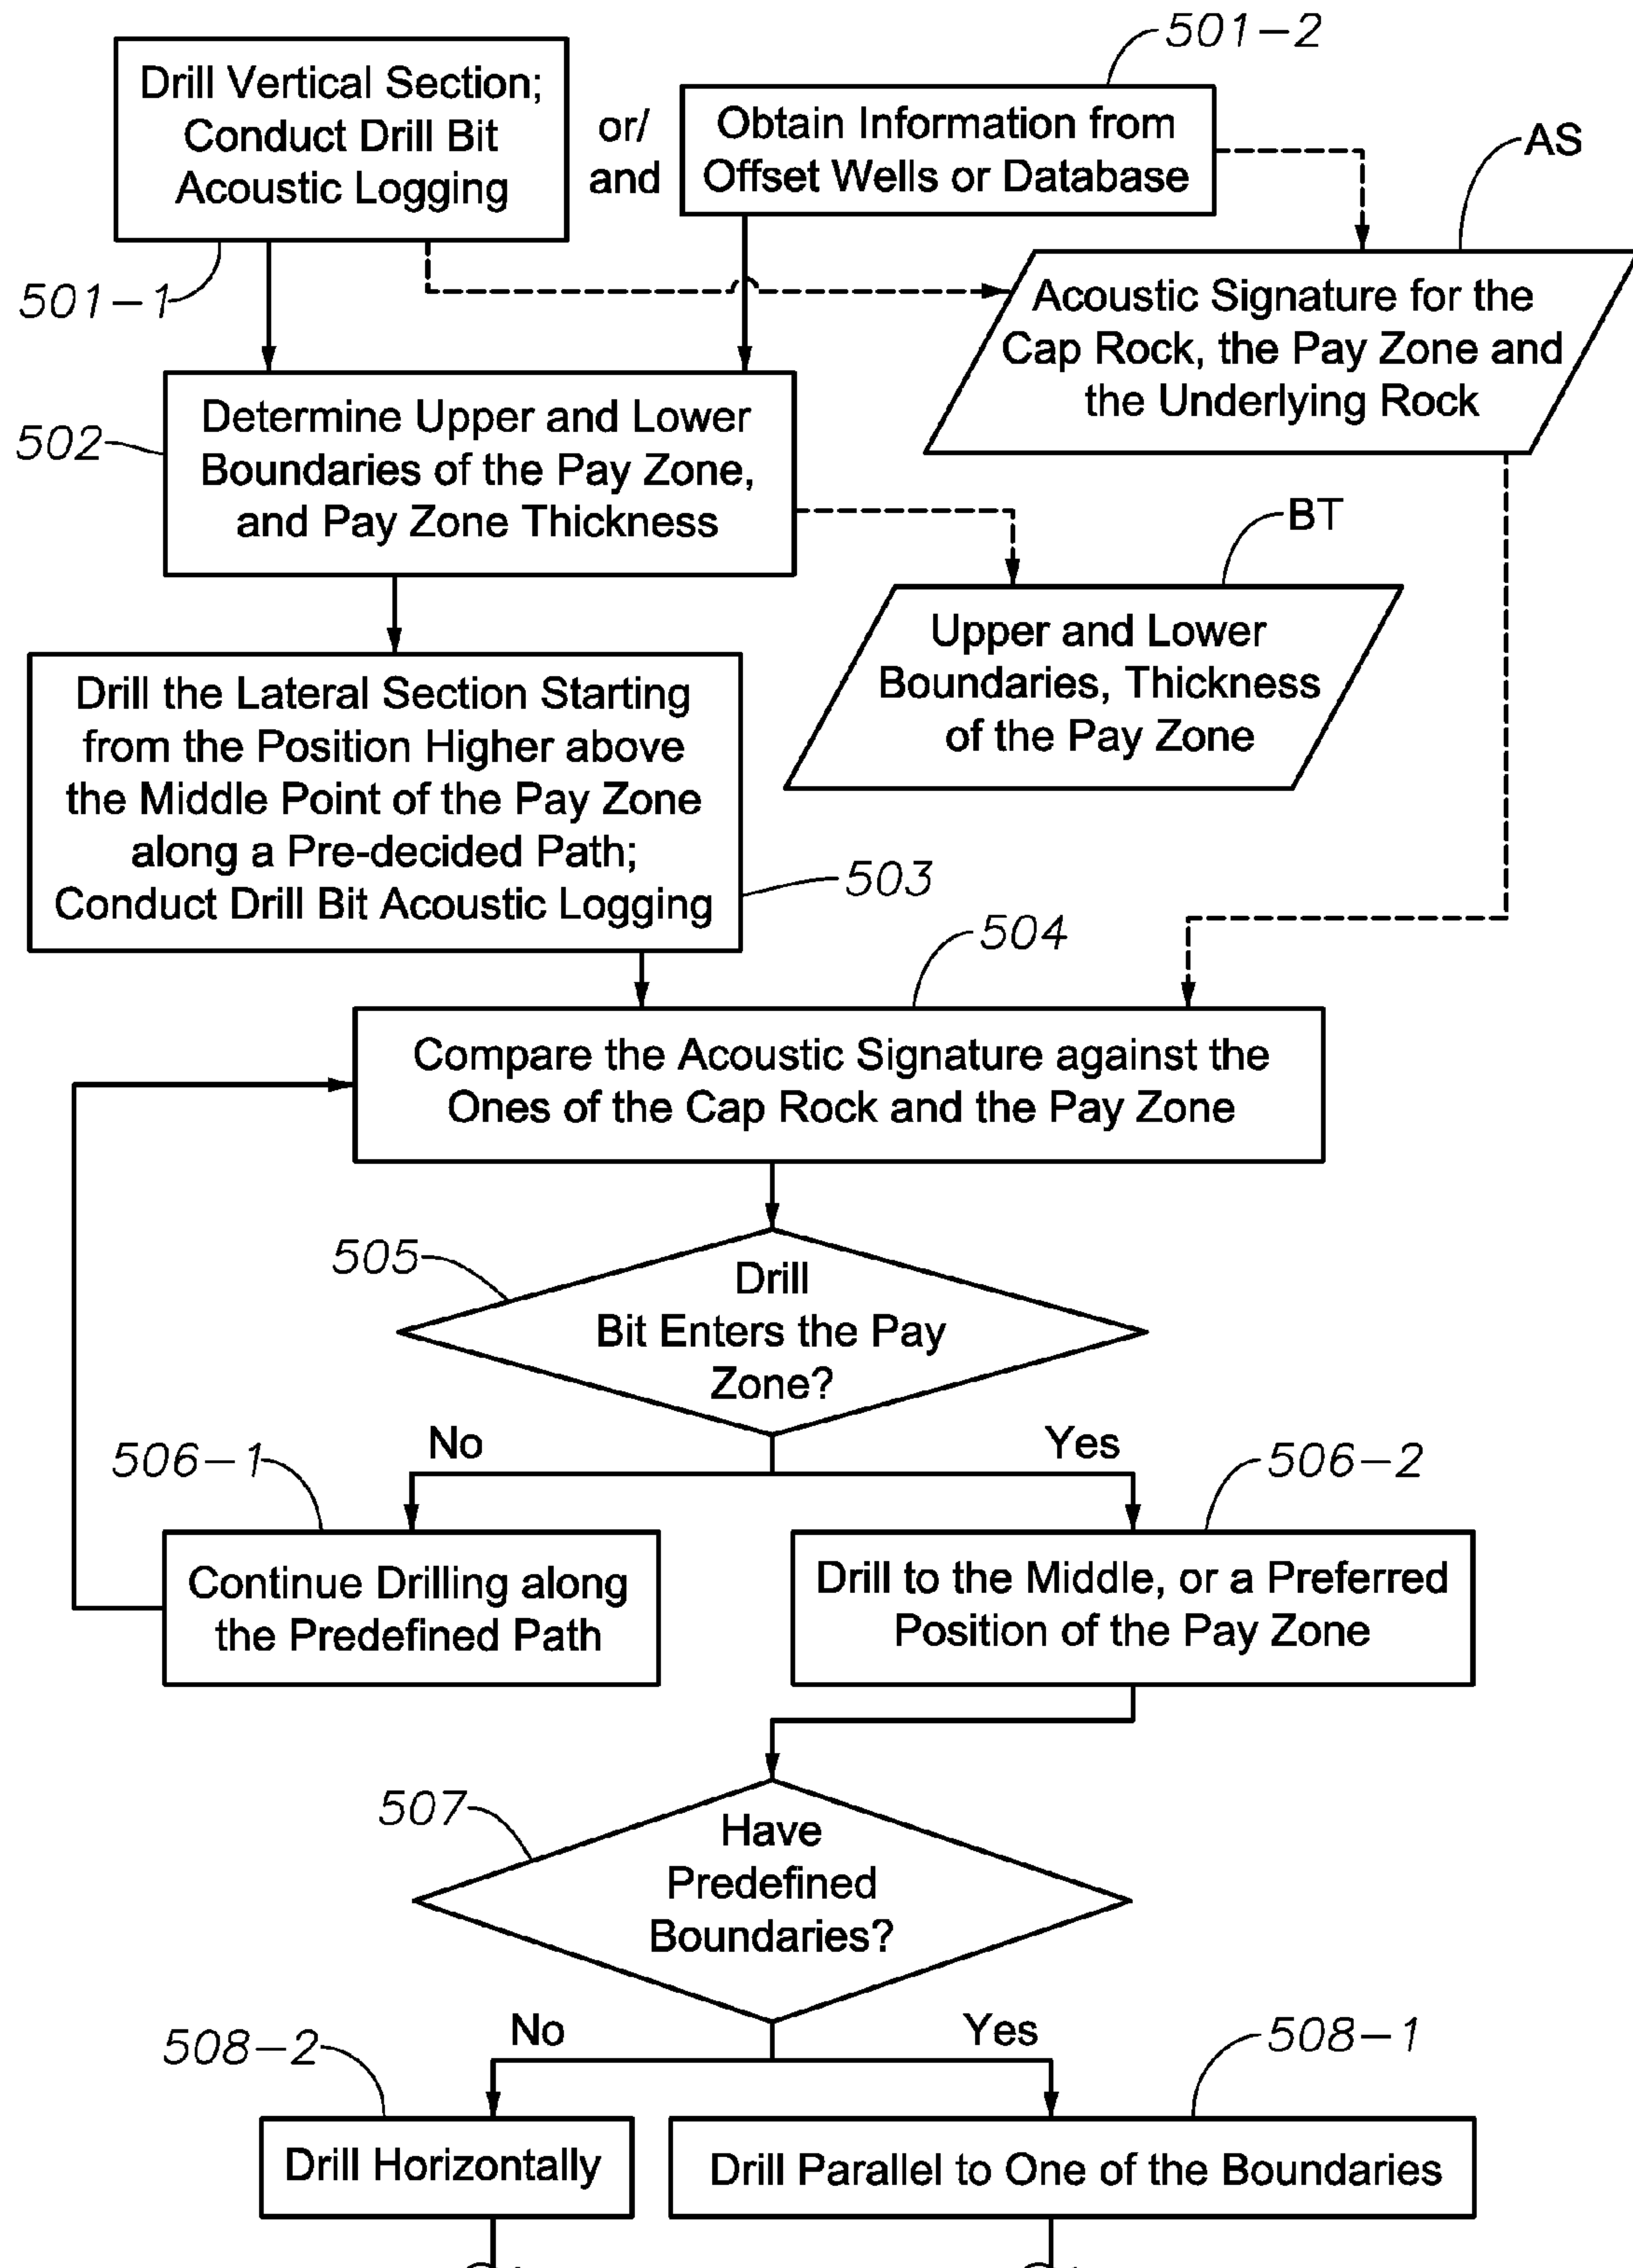 501-2
Drill Vertical Section;
Conduct Drill Bit
Acoustic Logging
or/
and
Obtain Information from
Offset Wells or Database
AS
501-1
Acoustic Signature for the
Cap Rock, the Pay Zone and
the Underlying Rock
502
Determine Upper and Lower
Boundaries of the Pay Zone,
and Pay Zone Thickness
BT
Upper and Lower
Boundaries, Thickness
of the Pay Zone
Drill the Lateral Section Starting
from the Position Higher above
the Middle Point of the Pay Zone
along a Pre-decided Path;
Conduct Drill Bit Acoustic Logging
503
504
Compare the Acoustic Signature against the
Ones of the Cap Rock and the Pay Zone
505
Drill
Bit Enters the Pay
Zone?
No
Yes
506-1
506-2
Continue Drilling along
the Predefined Path
Drill to the Middle, or a Preferred
Position of the Pay Zone
507
Have
Predefined
Boundaries?
No
Yes
508-2
508-1
Drill Horizontally
Drill Parallel to One of the Boundaries